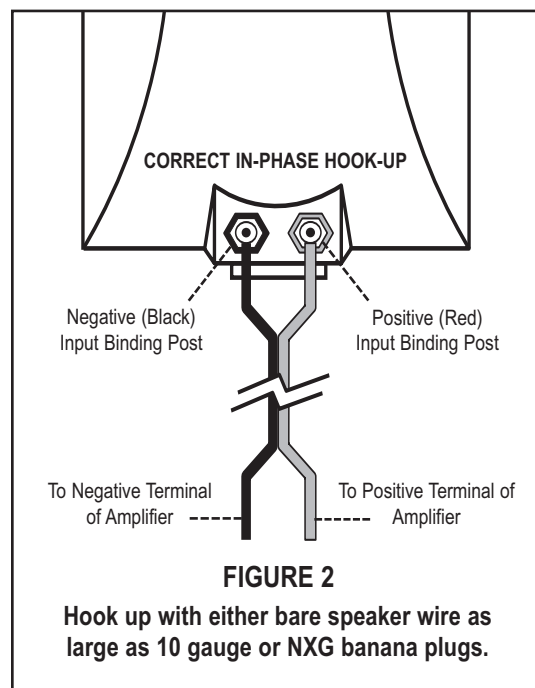 CORRECT IN-PHASE HOOK-UP
Negative (Black)
Input Binding Post
Positive (Red)
Input Binding Post
To Negative Terminal
of Amplifier
To Positive Terminal of
Amplifier
FIGURE 2
Hook up with either bare speaker wire as
large as 10 gauge or NXG banana plugs.